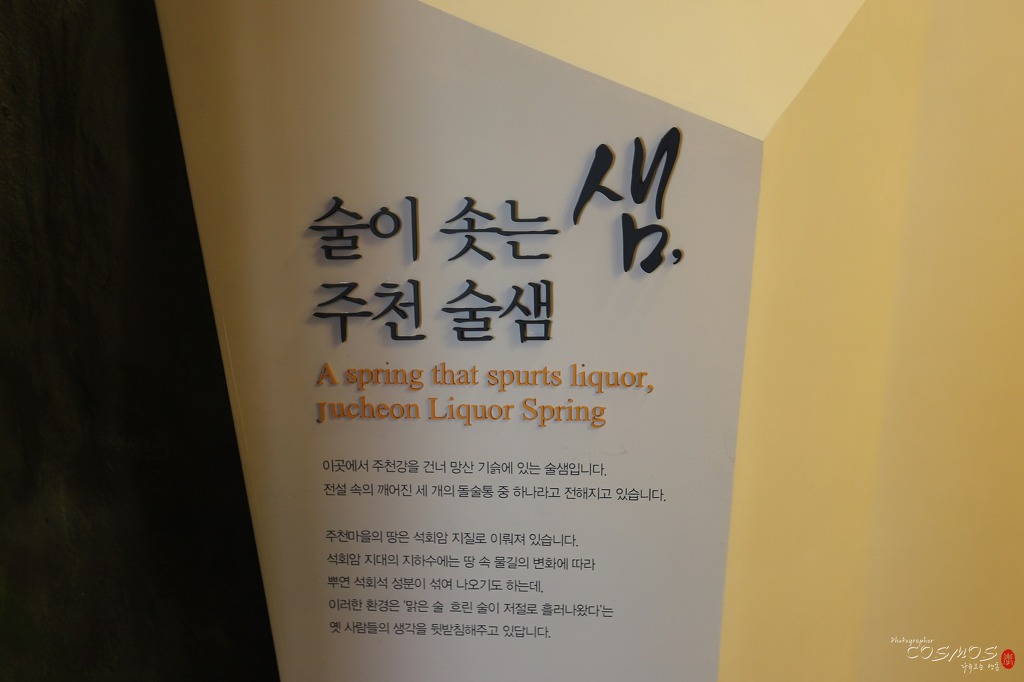 술이 솟는 샘,
주천 술샘
A spring that spurts liquor,
Jucheon Liquor Spring
이곳에서 주천강을 건너 망산 기슭에 있는 술샘입니다.
전설 속의 깨어진 세 개의 돌술통 중 하나라고 전해지고 있습니다.
주천마을의 땅은 석회암 지질로 이뤄져 있습니다.
석회암 지대의 지하수에는 땅 속 물길의 변화에 따라
뿌연 석회석 성분이 섞여 나오기도 하는데,
이러한 환경은 '맑은 술 흐린 술이 저절로 흘러나왔다'는
옛 사람들의 생각을 뒷받침해주고 있답니다.
Photographer
COSMOS